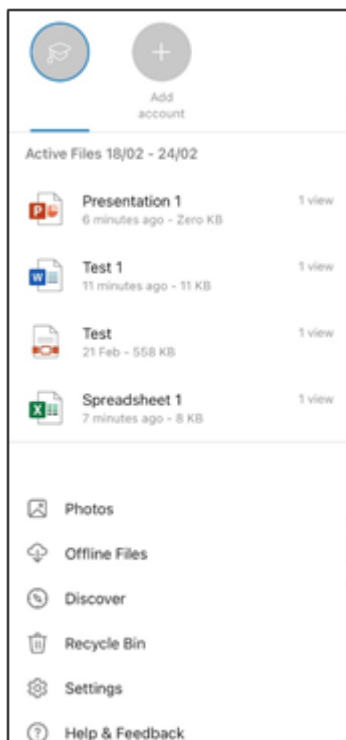 Add
account
Active Files 18/02 - 24/02
Presentation 1
1 view
6 minutes ago - Zero KB
Test 1
1 view
11 minutes ago - 11 KB
Test
1 view
21 Feb - 558 KB
Spreadsheet 1
1 view
7 minutes ago - 8 KB
Photos
Offline Files
Discover
Recycle Bin
Settings
Help & Feedback